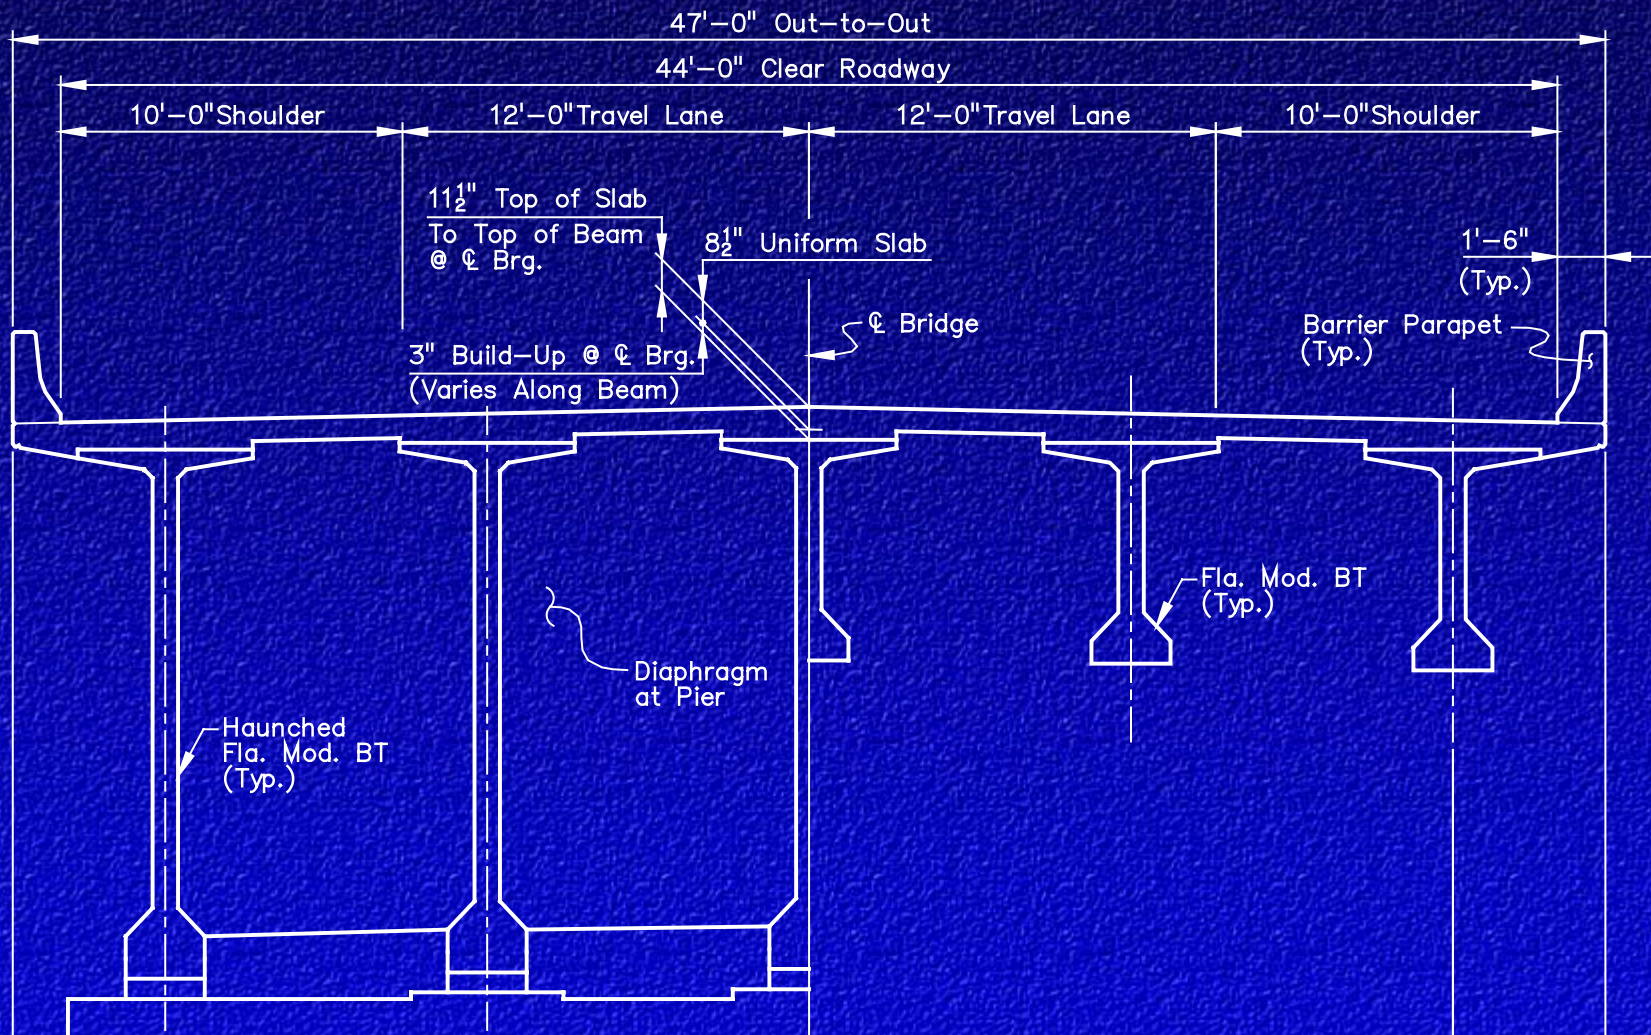 47'-0" Out-to-Out
44'-0" Clear Roadway
10'-0"Shoulder
12'-0"Travel Lane
12'-0"Travel Lane
10'-0"Shoulder
11½" Top of Slab
To Top of Beam
@ ℄ Brg.
8½" Uniform Slab
1'-6"
(Typ.)
℄ Bridge
Barrier Parapet
(Typ.)
3" Build-Up @ ℄ Brg.
(Varies Along Beam)
Fla. Mod. BT
(Typ.)
Diaphragm
at Pier
Haunched
Fla. Mod. BT
(Typ.)